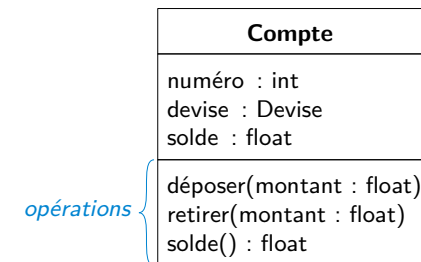 Compte
numéro : int
devise : Devise
solde : float
opérations
déposer(montant : float)
retirer(montant : float)
solde() : float